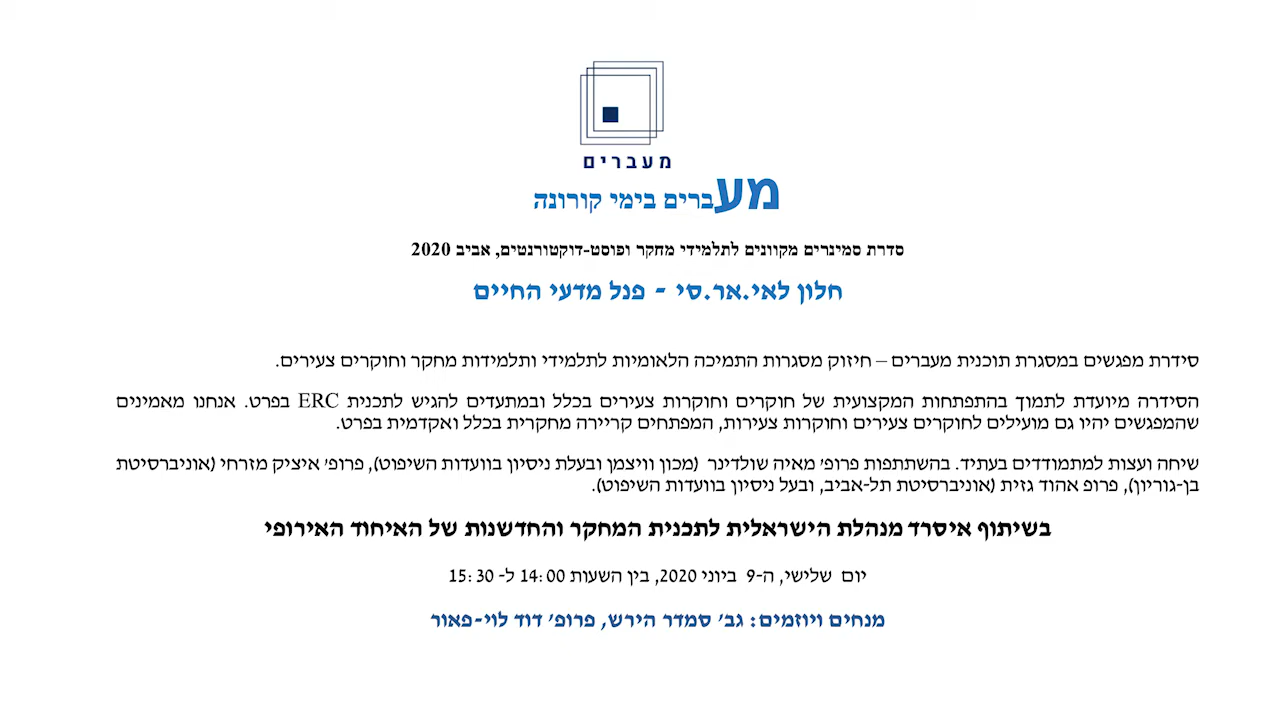 מעברים
מעברים בימי קורונה
סדרת סמינרים מקוונים לתלמידי מחקר ופוסט-דוקטורנטים, אביב 2020
חלון לאי.אר.סי - פנל מדעי החיים
סידרת מפגשים במסגרת תוכנית מעברים – חיזוק מסגרות התמיכה הלאומיות לתלמידי ותלמידות מחקר וחוקרים צעירים.
הסידרה מיועדת לתמוך בהתפתחות המקצועית של חוקרים וחוקרות צעירים בכלל ובמתעדים להגיש לתכנית ERC בפרט. אנחנו מאמינים
שהמפגשים יהיו גם מועילים לחוקרים צעירים וחוקרות צעירות, המפתחים קריירה מחקרית בכלל ואקדמית בפרט.
שיחה ועצות למתמודדים בעתיד. בהשתתפות פרופ׳ מאיה שולדינר (מכון וויצמן ובעלת ניסיון בוועדות השיפוט), פרופ׳ איציק מזרחי (אוניברסיטת
בן-גוריון), פרופ אהוד גזית (אוניברסיטת תל-אביב, ובעל ניסיון בוועדות השיפוט).
בשיתוף איסרד מנהלת הישראלית לתכנית המחקר והחדשנות של האיחוד האירופי
יום שלישי, ה-9 ביוני 2020, בין השעות 14:00 ל- 15:30
מנחים ויוזמים: גב׳ סמדר הירש, פרופ׳ דוד לוי-פאור